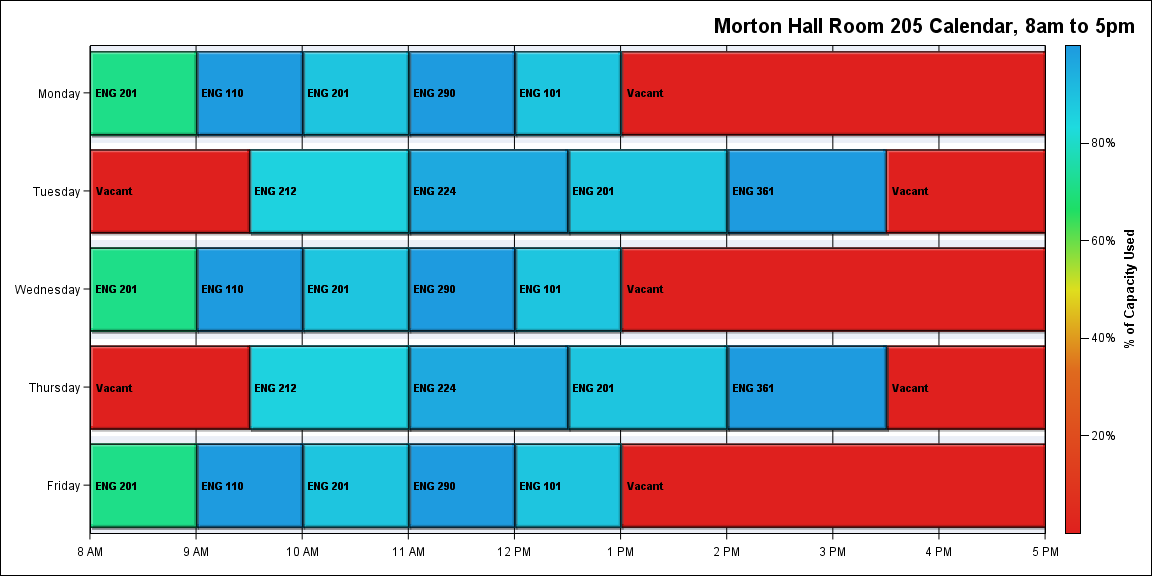 Morton Hall Room 205 Calendar, 8am to 5pm
Monday
ENG 201
ENG 110
ENG 201
ENG 290
ENG 101
Vacant
Tuesday
Vacant
ENG 212
ENG 224
ENG 201
ENG 361
Vacant
Wednesday
ENG 201
ENG 110
ENG 201
ENG 290
ENG 101
Vacant
Thursday
Vacant
ENG 212
ENG 224
ENG 201
ENG 361
Vacant
Friday
ENG 201
ENG 110
ENG 201
ENG 290
ENG 101
Vacant
8 AM
9 AM
10 AM
11 AM
12 PM
1 PM
2 PM
3 PM
4 PM
5 PM
80%
60%
40%
20%
% of Capacity Used